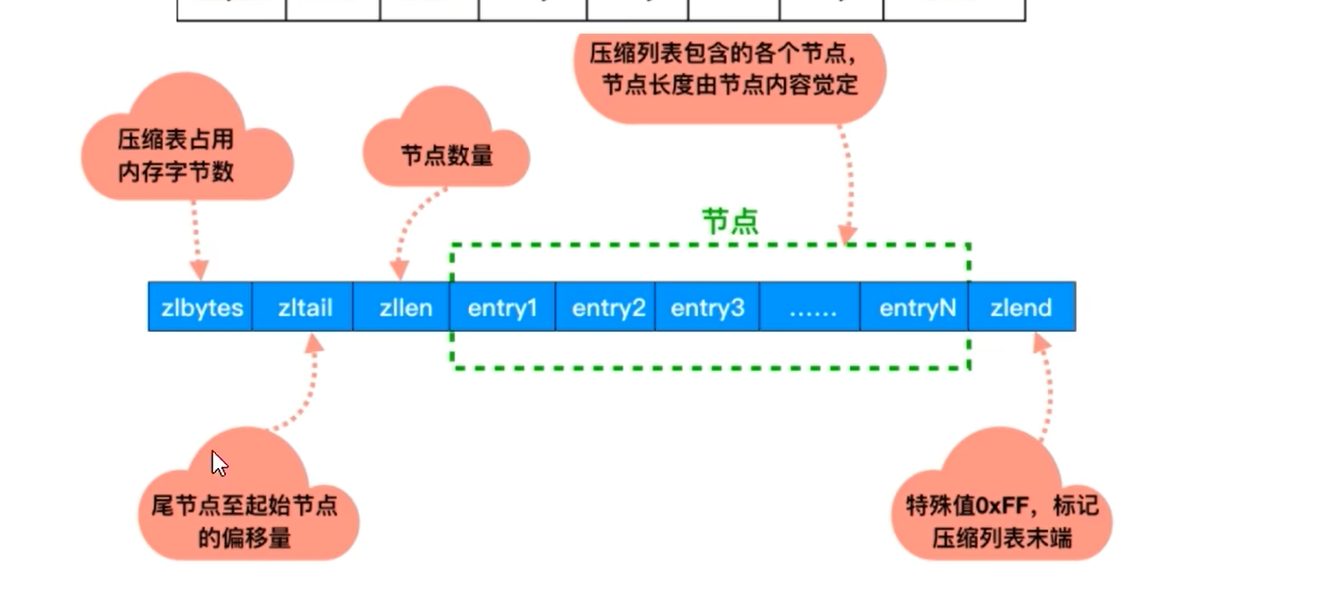 压缩列表包含的各个节点，
节点长度由节点内容觉定
压缩表占用
内存字节数
节点数量
节点
zlbytes zltail zllen entry1 entry2 entry3 …… entryN zlend
尾节点至起始节点
的偏移量
特殊值0xFF，标记
压缩列表末端